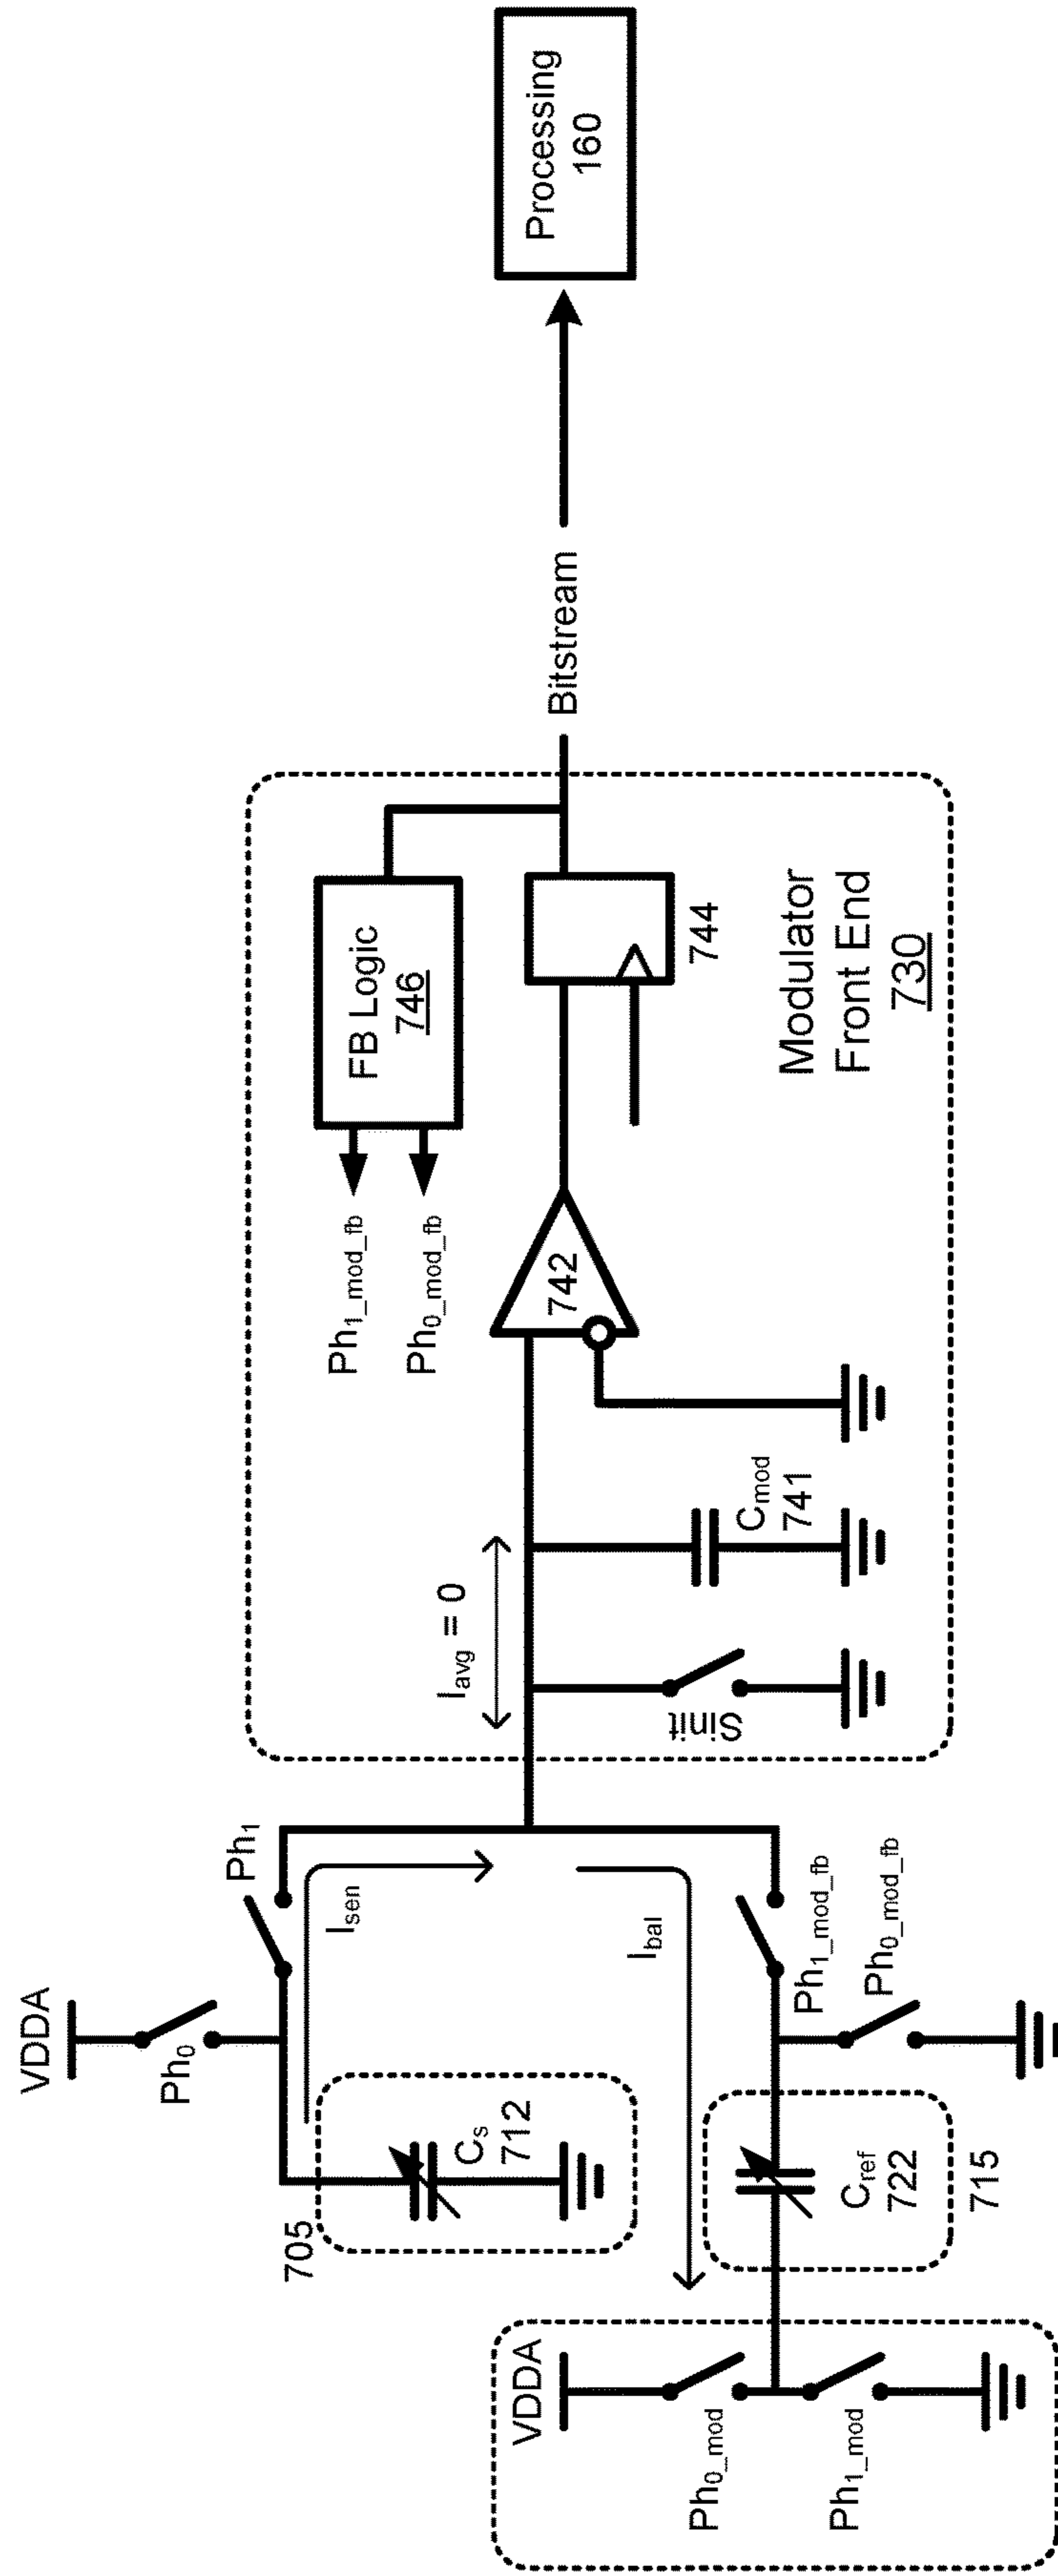 VDDA
Ph0
Ph1
Isen
705
Cs
712
VDDA
Ph0_mod
Ph1_mod
Ibal
Cref
722
715
Ph1_mod_fb
Ph0_mod_fb
Iavg = 0
Sinit
Cmod
741
742
Ph1_mod_fb
Ph0_mod_fb
FB Logic
746
744
Modulator
Front End
730
Bitstream
Processing
160